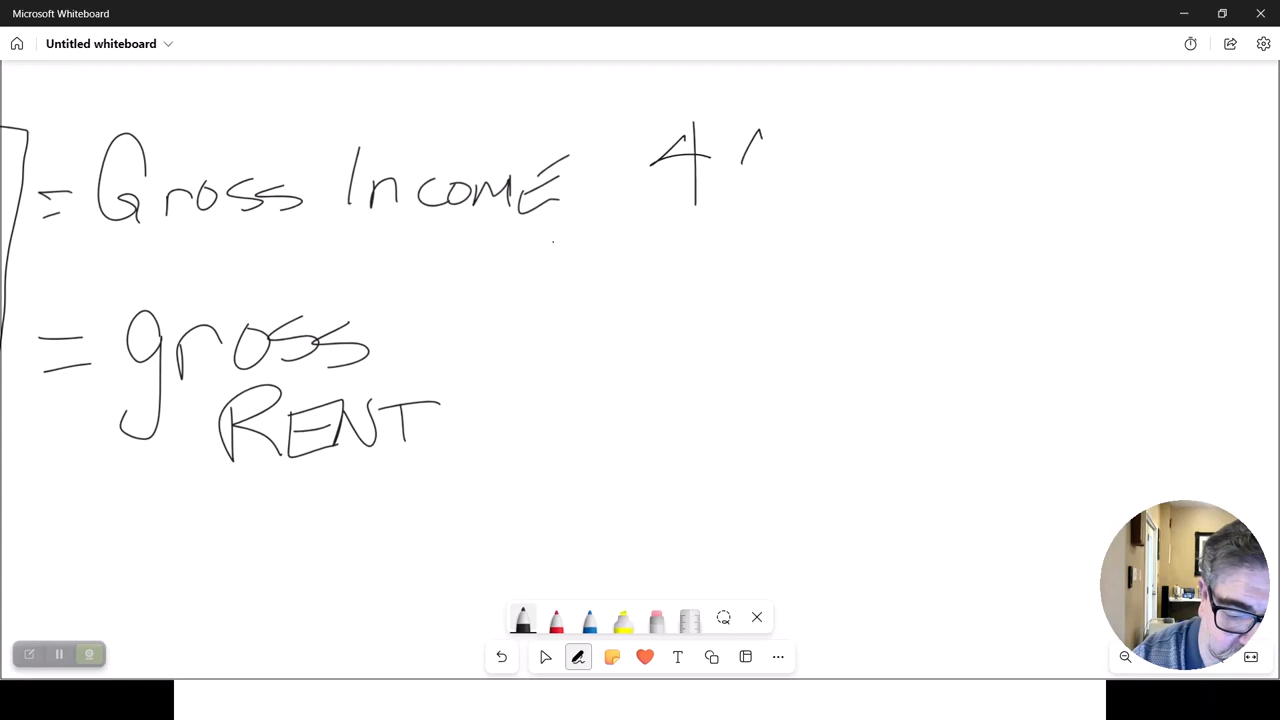 Microsoft Whiteboard
Untitled whiteboard
= Gross Income 4
= gross
RENT
T